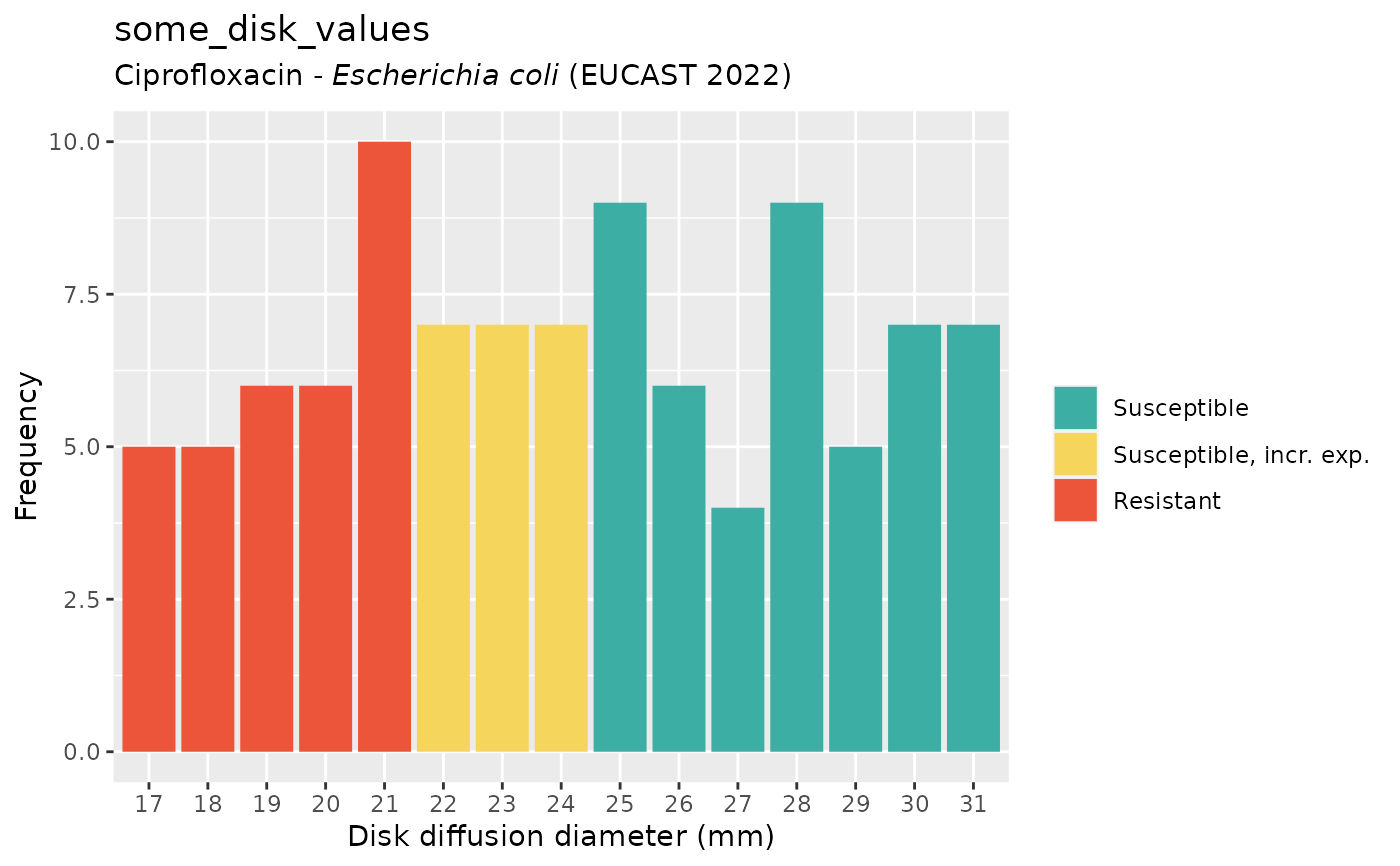 some_disk_values
Ciprofloxacin - Escherichia coli (EUCAST 2022)
10.0
7.5
5.0
2.5
0.0
Frequency
17 18 19 20 21 22 23 24 25 26 27 28 29 30 31
Disk diffusion diameter (mm)
Susceptible
Susceptible, incr. exp.
Resistant